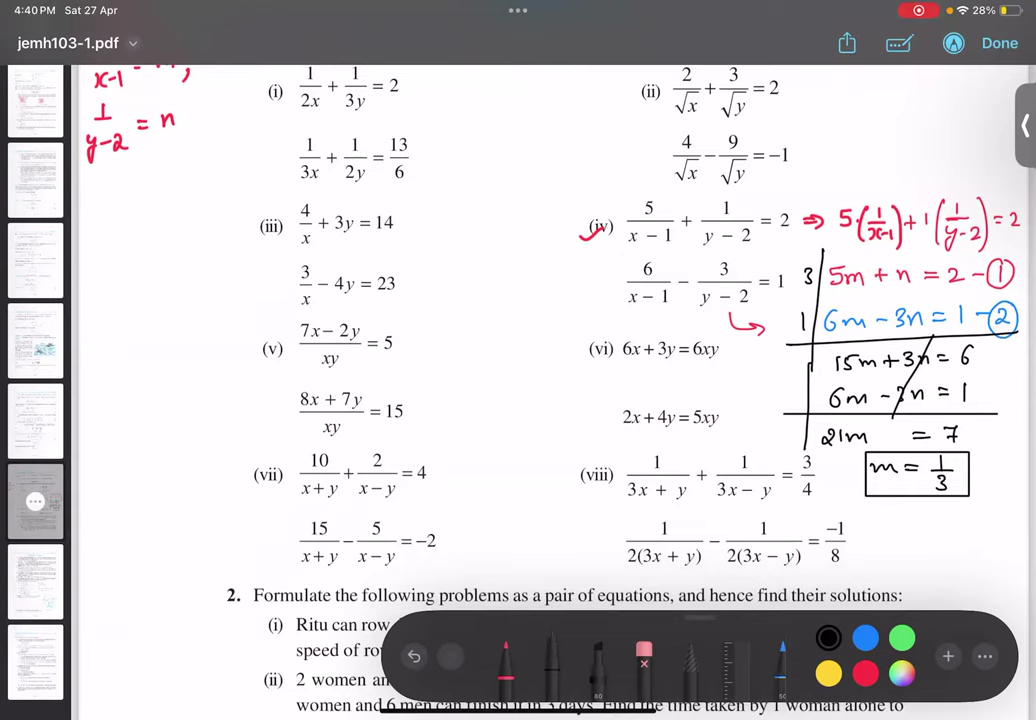 4:40 PM Sat 27 Apr
28%
jemh103-1.pdf
Done
x-1
1/(y-2) = n
(i) 1/(2x) + 1/(3y) = 2
(ii) 2/√x + 3/√y = 2
1/(3x) + 1/(2y) = 13/6
4/√x − 9/√y = −1
(iii) 4/x + 3y = 14
(iv) 5/(x − 1) + 1/(y − 2) = 2 ⇒ 5·(1/(x-1)) + 1(1/(y-2)) = 2
3 | 5m + n = 2 - ①
3/x − 4y = 23
6/(x − 1) − 3/(y − 2) = 1
1 | 6m - 3n = 1 - ②
(v) (7x − 2y)/xy = 5
(vi) 6x + 3y = 6xy
15m + 3n = 6
6m - 3n = 1
(8x + 7y)/xy = 15
2x + 4y = 5xy
21m = 7
m = 1/3
(vii) 10/(x + y) + 2/(x − y) = 4
(viii) 1/(3x + y) + 1/(3x − y) = 3/4
15/(x + y) − 5/(x − y) = −2
1/(2(3x + y)) − 1/(2(3x − y)) = −1/8
2. Formulate the following problems as a pair of equations, and hence find their solutions:
(i) Ritu can row
speed of
(ii) 2 women
women and 6 men can finish it in 3 days. Find the time taken by 1 woman alone to
80
50